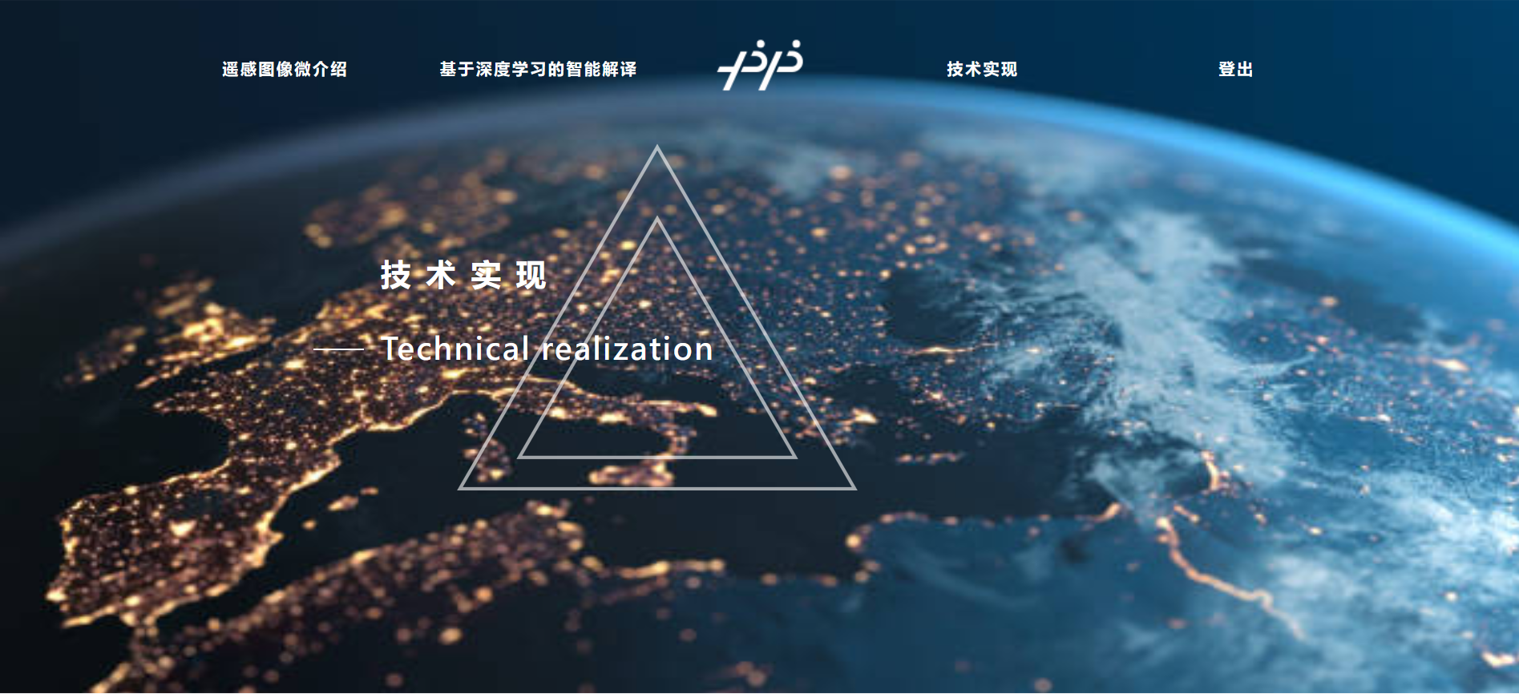 遥感图像微介绍
基于深度学习的智能解译
技术实现
登出
技术实现
Technical realization